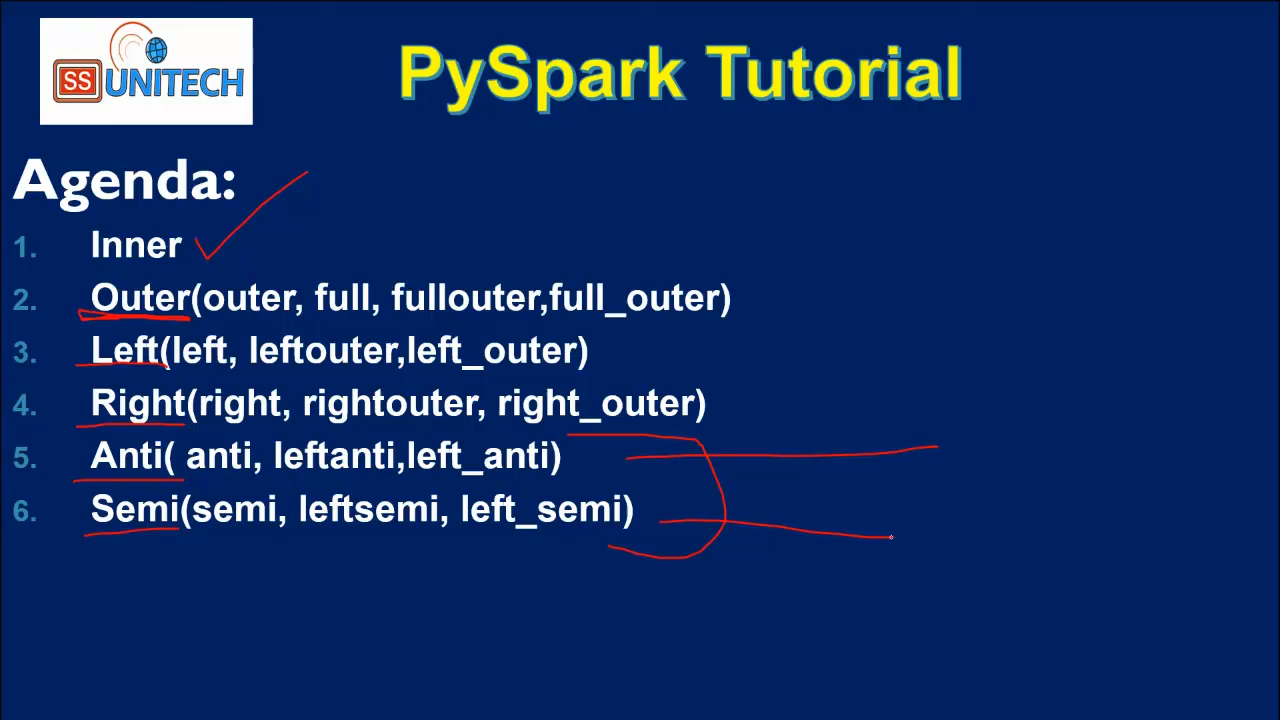 SS UNITECH
PySpark Tutorial
Agenda:
1. Inner
2. Outer(outer, full, fullouter,full_outer)
3. Left(left, leftouter,left_outer)
4. Right(right, rightouter, right_outer)
5. Anti( anti, leftanti,left_anti)
6. Semi(semi, leftsemi, left_semi)